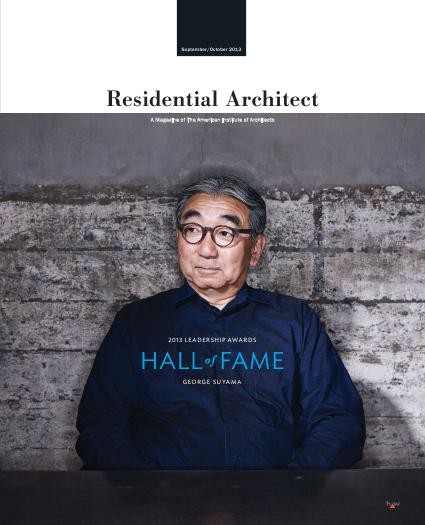 September/October 2013
Residential Architect
A Magazine of The American Institute of Architects
2013 LEADERSHIP AWARDS
HALL of FAME
GEORGE SUYAMA